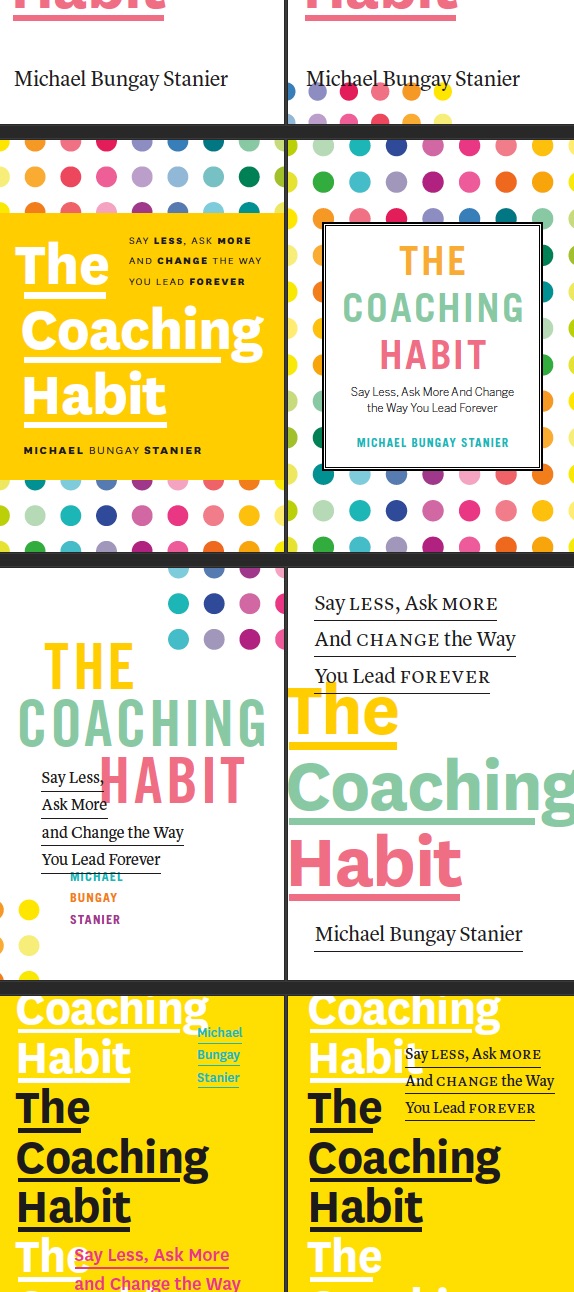 Habit
Michael Bungay Stanier
Habit
Michael Bungay Stanier
The
SAY LESS, ASK MORE
AND CHANGE THE WAY
YOU LEAD FOREVER
Coaching
Habit
MICHAEL BUNGAY STANIER
THE
COACHING
HABIT
Say Less, Ask More And Change
the Way You Lead Forever
MICHAEL BUNGAY STANIER
THE
COACHING
HABIT
Say Less,
Ask More
and Change the Way
You Lead Forever
MICHAEL
BUNGAY
STANIER
Say LESS, Ask MORE
And CHANGE the Way
You Lead FOREVER
The
Coaching
Habit
Michael Bungay Stanier
Coaching
Michael
Bungay
Stanier
Habit
The
Coaching
Habit
The
Say Less, Ask More
and Change the Way
Coaching
Habit
Say LESS, Ask MORE
And CHANGE the Way
You Lead FOREVER
The
Coaching
Habit
The
Coaching